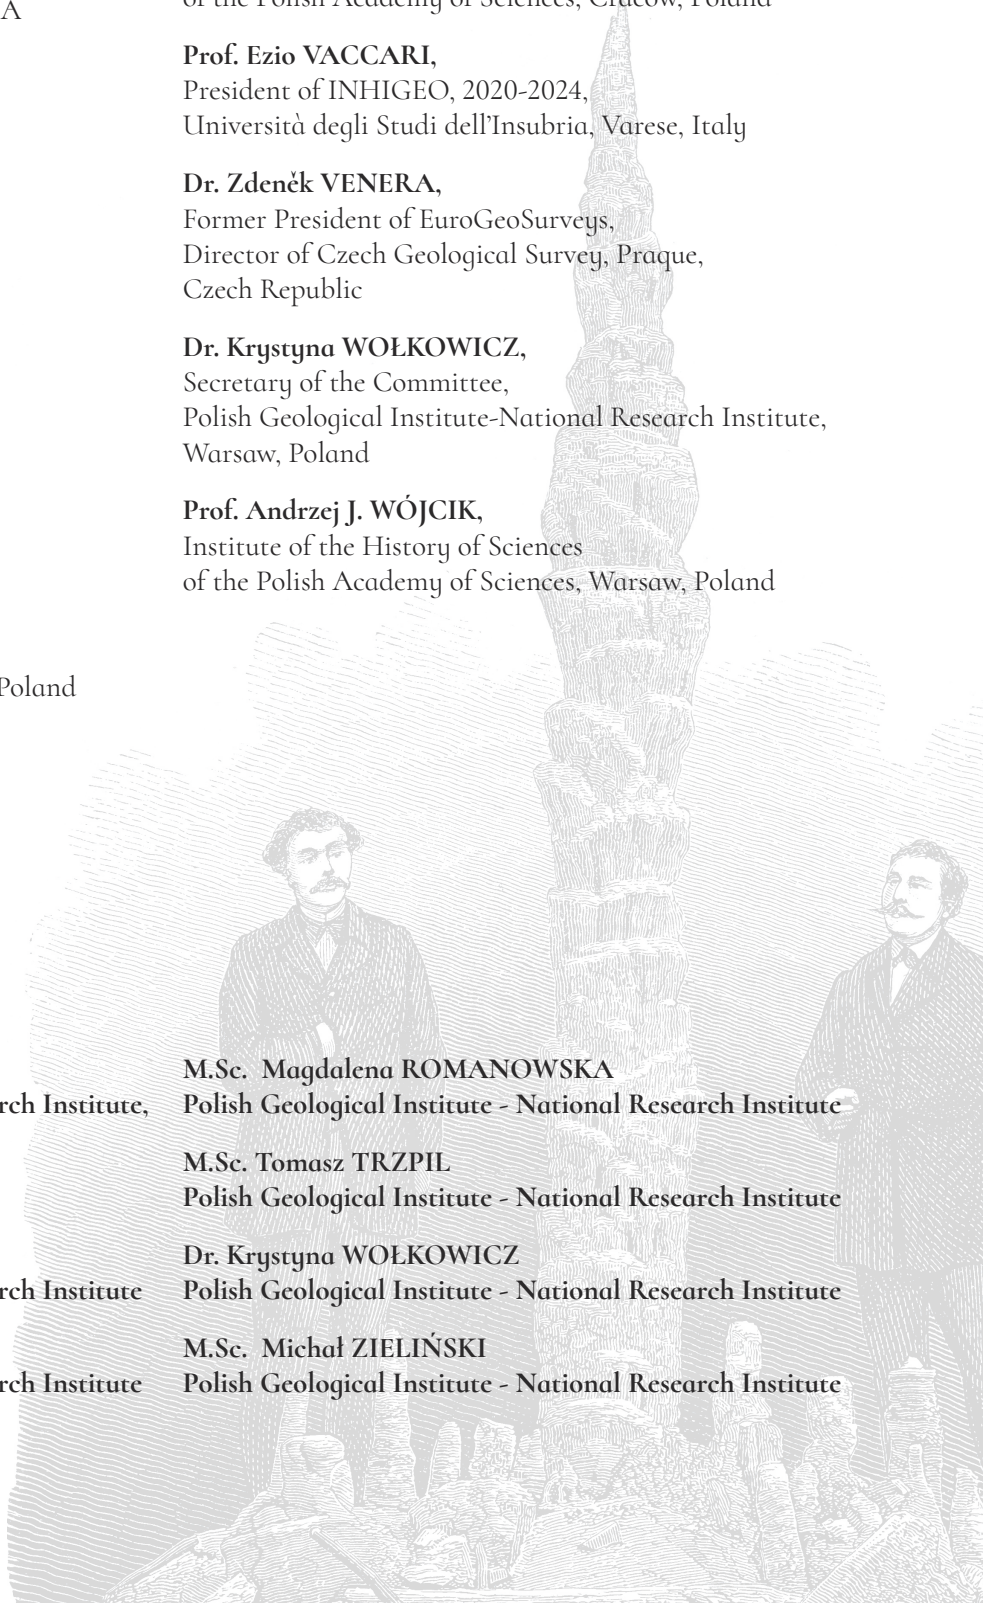 A
of the Polish Academy of Sciences, Cracow, Poland
Prof. Ezio VACCARI,
President of INHIGEO, 2020-2024,
Università degli Studi dell’Insubria, Varese, Italy
Dr. Zdeněk VENERA,
Former President of EuroGeoSurveys,
Director of Czech Geological Survey, Praque,
Czech Republic
Dr. Krystyna WOŁKOWICZ,
Secretary of the Committee,
Polish Geological Institute-National Research Institute,
Warsaw, Poland
Prof. Andrzej J. WÓJCIK,
Institute of the History of Sciences
of the Polish Academy of Sciences, Warsaw, Poland
Poland
M.Sc. Magdalena ROMANOWSKA
rch Institute, Polish Geological Institute - National Research Institute
M.Sc. Tomasz TRZPIL
Polish Geological Institute - National Research Institute
Dr. Krystyna WOŁKOWICZ
rch Institute Polish Geological Institute - National Research Institute
M.Sc. Michał ZIELIŃSKI
rch Institute Polish Geological Institute - National Research Institute